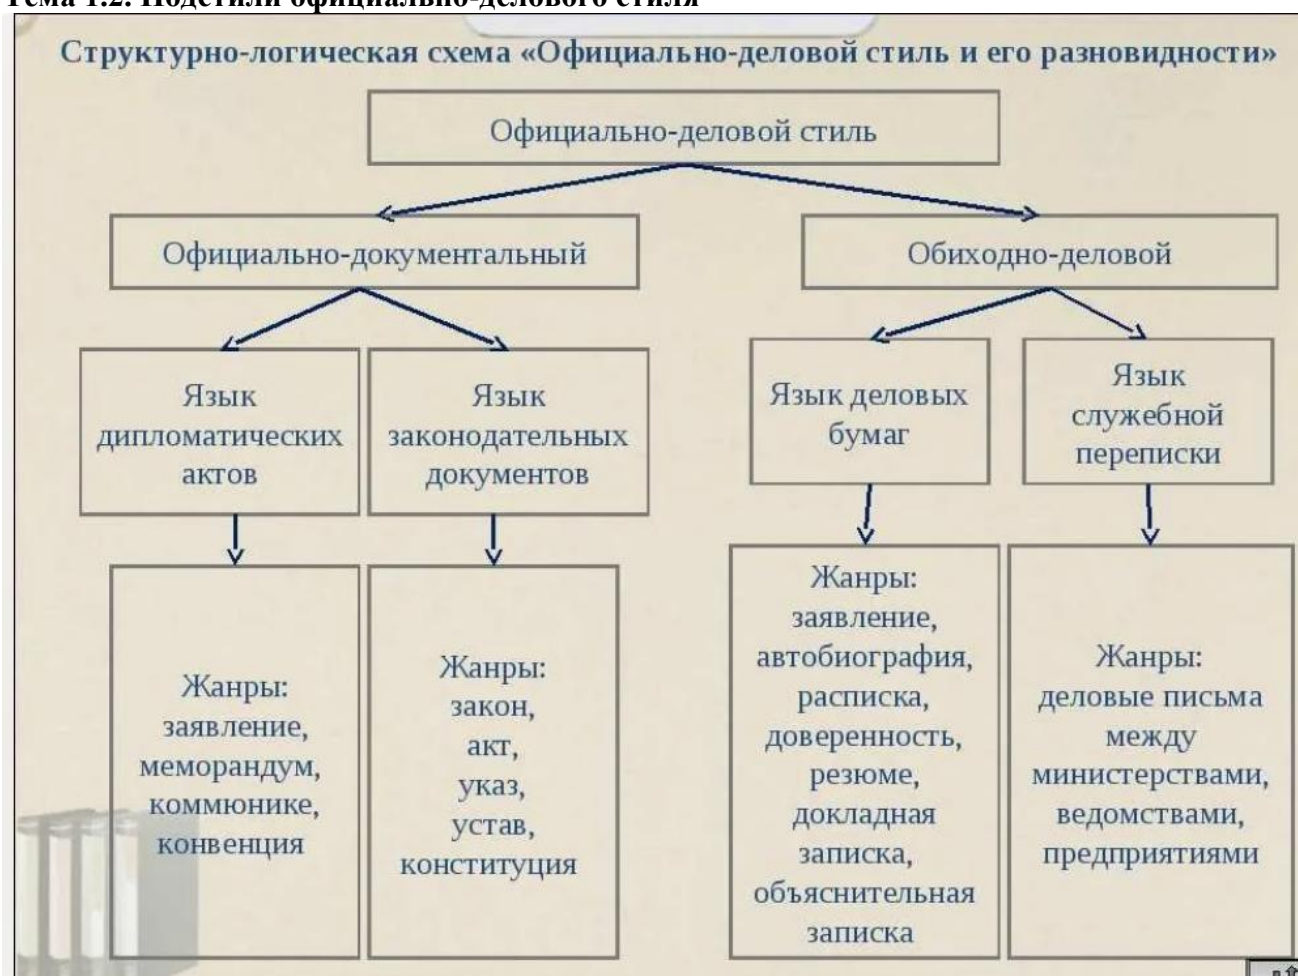 Тема 1.2. Подстили официально-делового стиля
Структурно-логическая схема «Официально-деловой стиль и его разновидности»
Официально-деловой стиль
Официально-документальный
Обиходно-деловой
Язык
дипломатических
актов
Язык
законодательных
документов
Язык деловых
бумаг
Язык
служебной
переписки
Жанры:
заявление,
меморандум,
коммюнике,
конвенция
Жанры:
закон,
акт,
указ,
устав,
конституция
Жанры:
заявление,
автобиография,
расписка,
доверенность,
резюме,
докладная
записка,
объяснительная
записка
Жанры:
деловые письма
между
министерствами,
ведомствами,
предприятиями